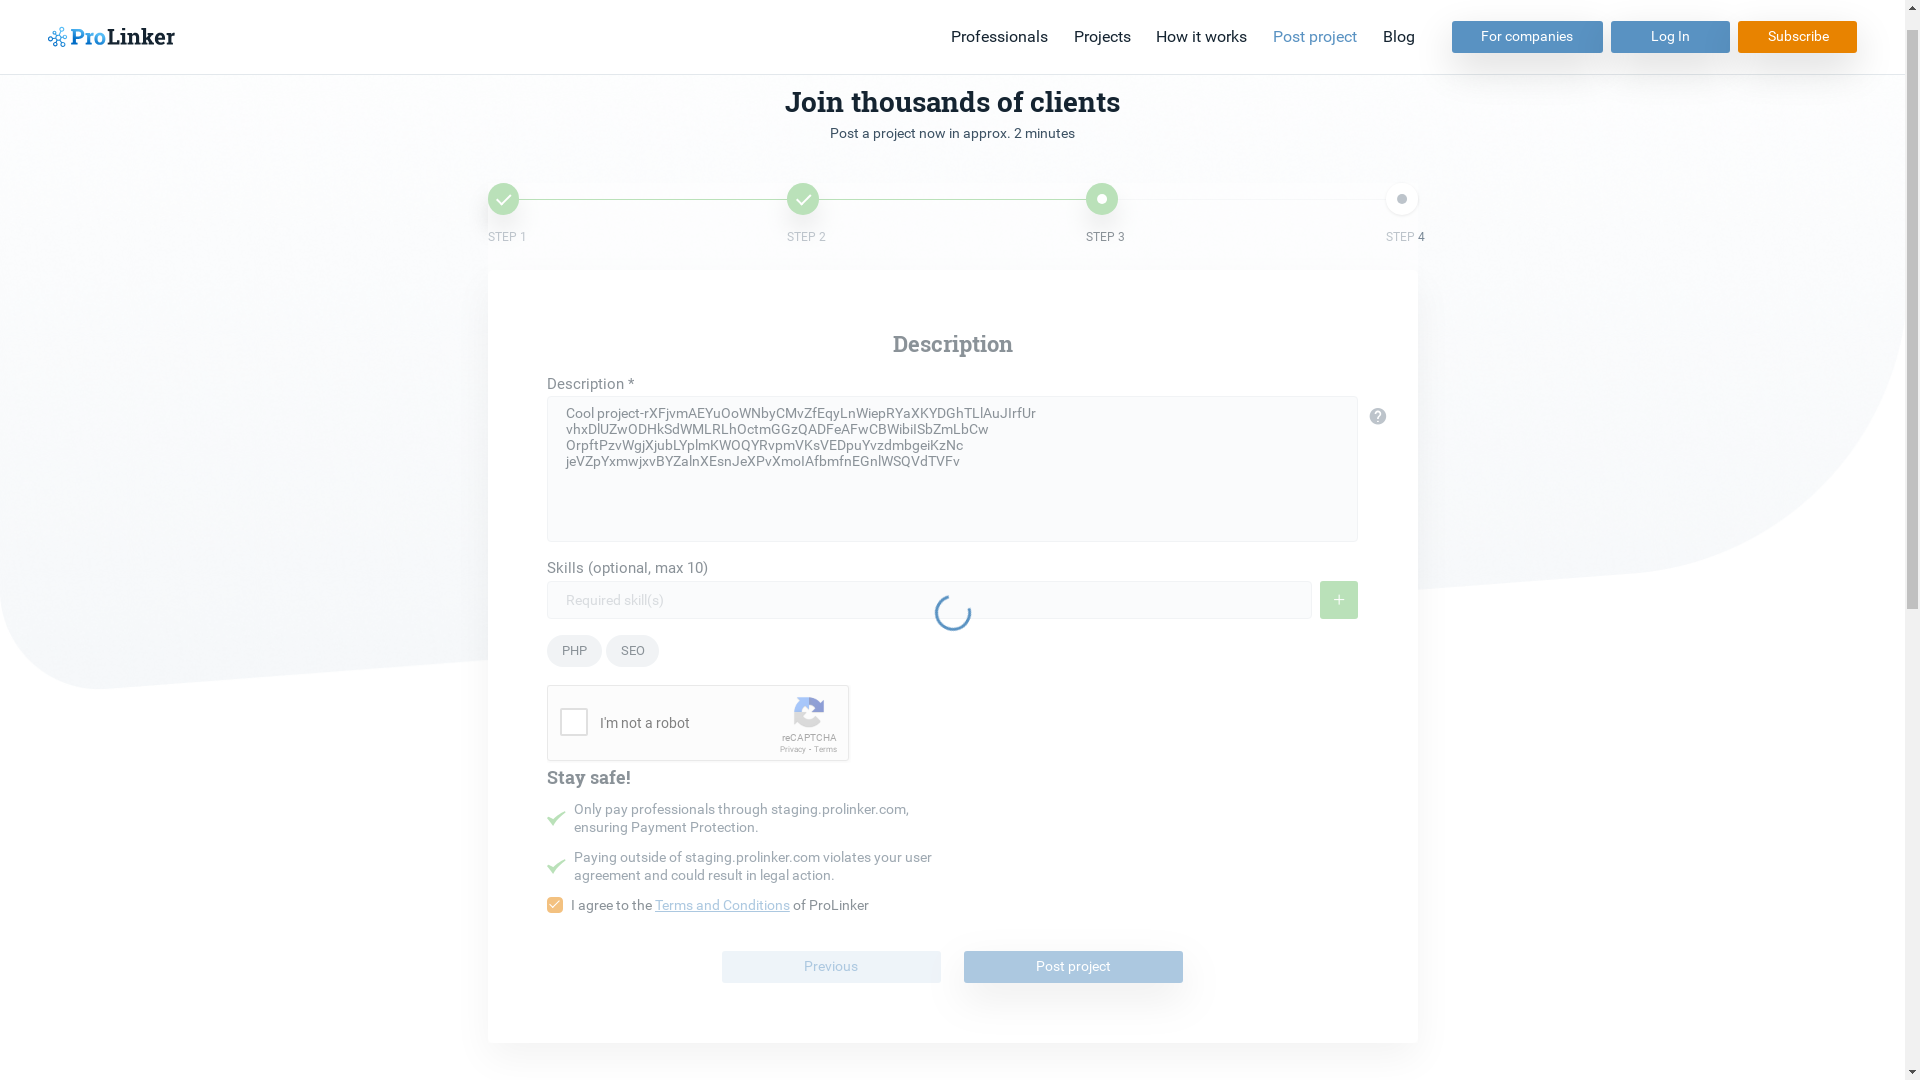 ProLinker
Professionals
Projects
How it works
Post project
Blog
For companies
Log In
Subscribe
Join thousands of clients
Post a project now in approx. 2 minutes
STEP 1
STEP 2
STEP 3
STEP 4
Description
Description *
Cool project-rXFjvmAEYuOoWNbyCMvZfEqyLnWiepRYaXKYDGhTLlAuJIrfUr
vhxDlUZwODHkSdWMLRLhOctmGGzQADFeAFwCBWibiISbZmLbCw
OrpftPzvWgjXjubLYplmKWOQYRvpmVKsVEDpuYvzdmbgeiKzNc
jeVZpYxmwjxvBYZalnXEsnJeXPvXmoIAfbmfnEGnlWSQVdTVFv
Skills (optional, max 10)
Required skill(s)
+
PHP
SEO
I'm not a robot
reCAPTCHA
Privacy - Terms
Stay safe!
Only pay professionals through staging.prolinker.com,
ensuring Payment Protection.
Paying outside of staging.prolinker.com violates your user
agreement and could result in legal action.
I agree to the Terms and Conditions of ProLinker
Previous
Post project